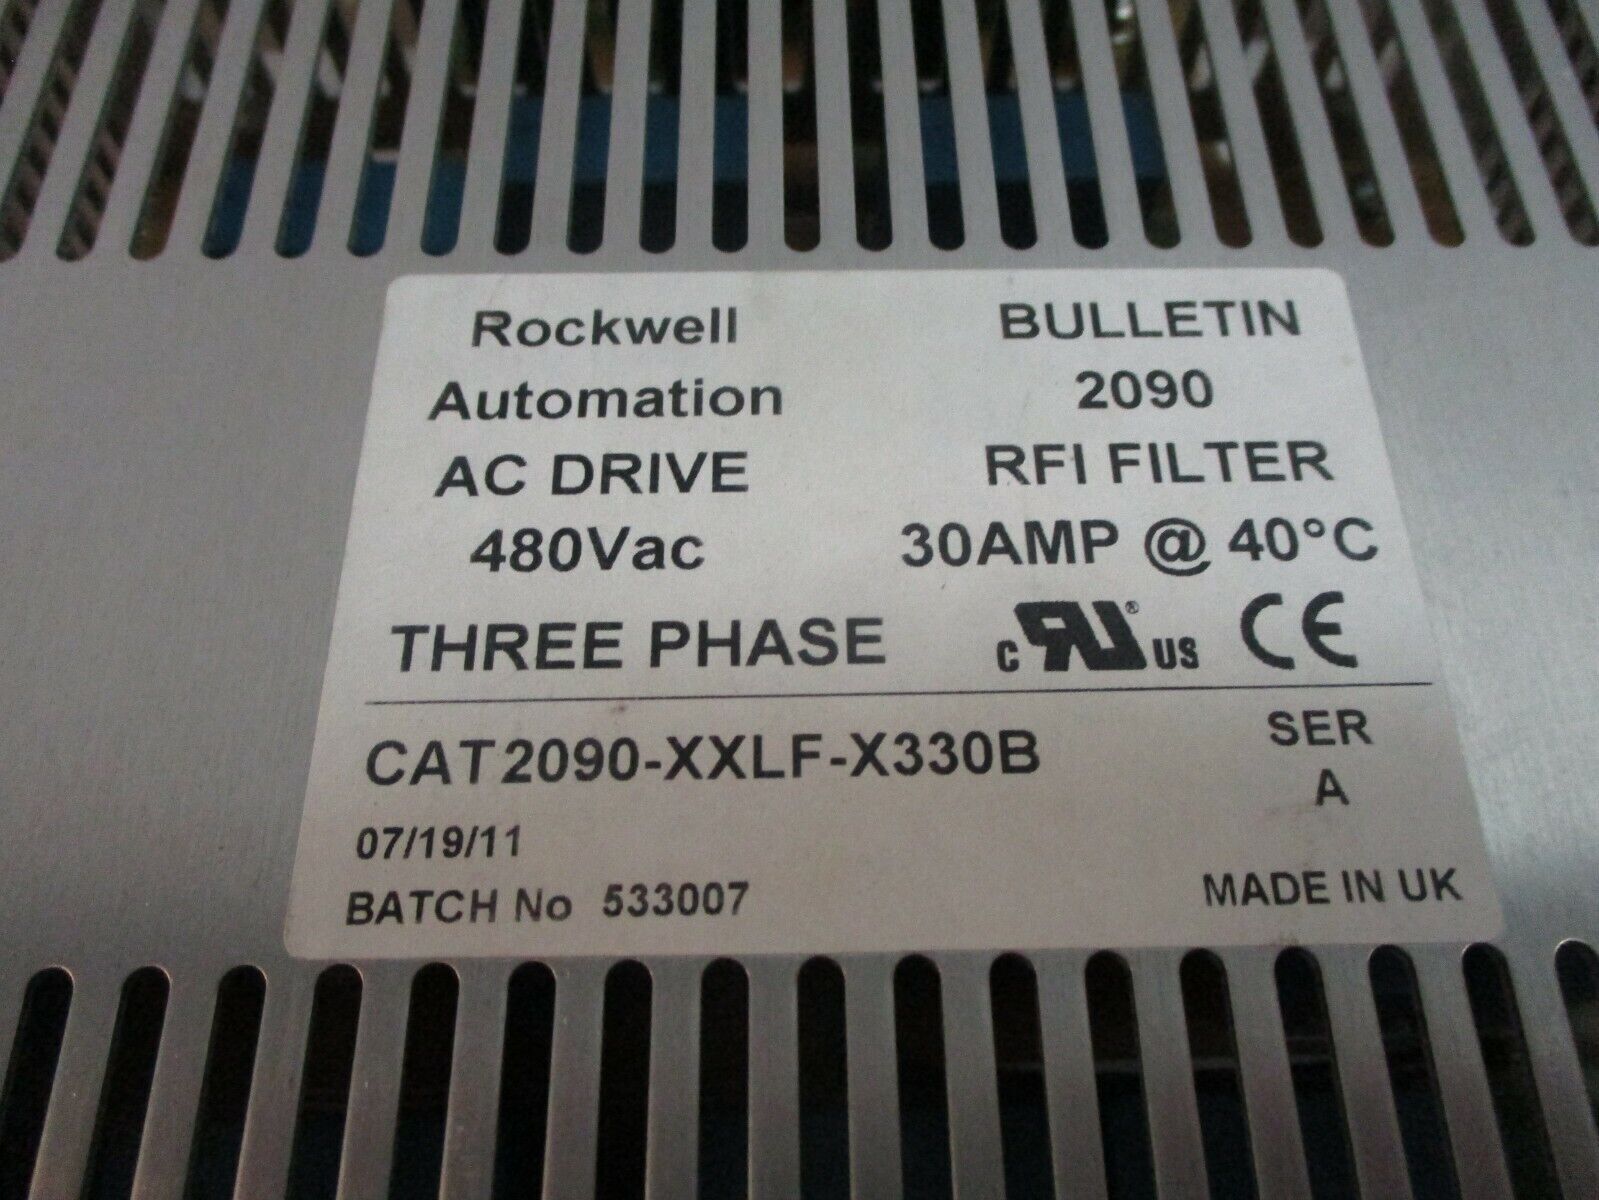 Rockwell BULLETIN
Automation 2090
AC DRIVE RFI FILTER
480Vac 30AMP @ 40°C
THREE PHASE c RU® US CE
CAT2090-XXLF-X330B SER
A
07/19/11
BATCH No 533007 MADE IN UK